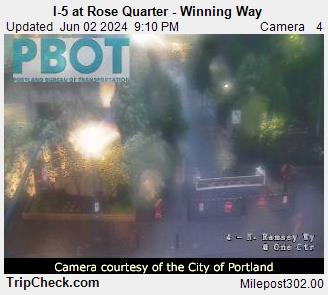 I-5 at Rose Quarter - Winning Way
Updated Jun 02 2024 9:10 PM Camera 4
PBOT
PORTLAND BUREAU OF TRANSPORTATION
4 - N. Ramsey Wy
W One Ctr
Camera courtesy of the City of Portland
TripCheck.com Milepost302.00